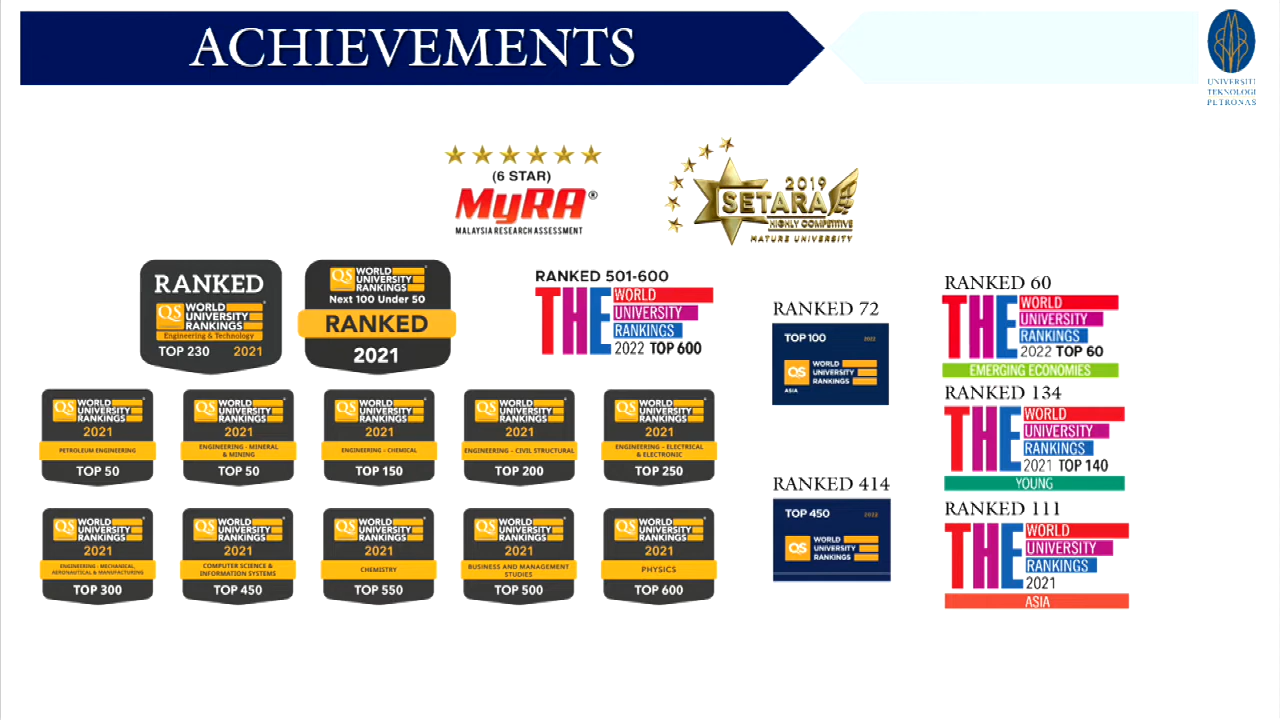 ACHIEVEMENTS
UNIVERSITI
TEKNOLOGI
PETRONAS
(6 STAR)
MyRA®
MALAYSIA RESEARCH ASSESSMENT
2019
SETARA
HIGHLY COMPETITIVE
MATURE UNIVERSITY
RANKED
QS WORLD
UNIVERSITY
RANKINGS
Engineering & Technology
TOP 230 2021
QS WORLD
UNIVERSITY
RANKINGS
Next 100 Under 50
RANKED
2021
RANKED 501-600
THE WORLD
UNIVERSITY
RANKINGS
2022 TOP 600
RANKED 72
TOP 100 2022
QS WORLD
UNIVERSITY
RANKINGS
ASIA
RANKED 60
THE WORLD
UNIVERSITY
RANKINGS
2022 TOP 60
EMERGING ECONOMIES
QS WORLD
UNIVERSITY
RANKINGS
2021
PETROLEUM ENGINEERING
TOP 50
QS WORLD
UNIVERSITY
RANKINGS
2021
ENGINEERING - MINERAL
& MINING
TOP 50
QS WORLD
UNIVERSITY
RANKINGS
2021
ENGINEERING - CHEMICAL
TOP 150
QS WORLD
UNIVERSITY
RANKINGS
2021
ENGINEERING - CIVIL STRUCTURAL
TOP 200
QS WORLD
UNIVERSITY
RANKINGS
2021
ENGINEERING - ELECTRICAL
& ELECTRONIC
TOP 250
RANKED 134
THE WORLD
UNIVERSITY
RANKINGS
2021 TOP 140
YOUNG
QS WORLD
UNIVERSITY
RANKINGS
2021
ENGINEERING - MECHANICAL,
AERONAUTICAL & MANUFACTURING
TOP 300
QS WORLD
UNIVERSITY
RANKINGS
2021
COMPUTER SCIENCE &
INFORMATION SYSTEMS
TOP 450
QS WORLD
UNIVERSITY
RANKINGS
2021
CHEMISTRY
TOP 550
QS WORLD
UNIVERSITY
RANKINGS
2021
BUSINESS AND MANAGEMENT
STUDIES
TOP 500
QS WORLD
UNIVERSITY
RANKINGS
2021
PHYSICS
TOP 600
RANKED 414
TOP 450 2022
QS WORLD
UNIVERSITY
RANKINGS
RANKED 111
THE WORLD
UNIVERSITY
RANKINGS
2021
ASIA